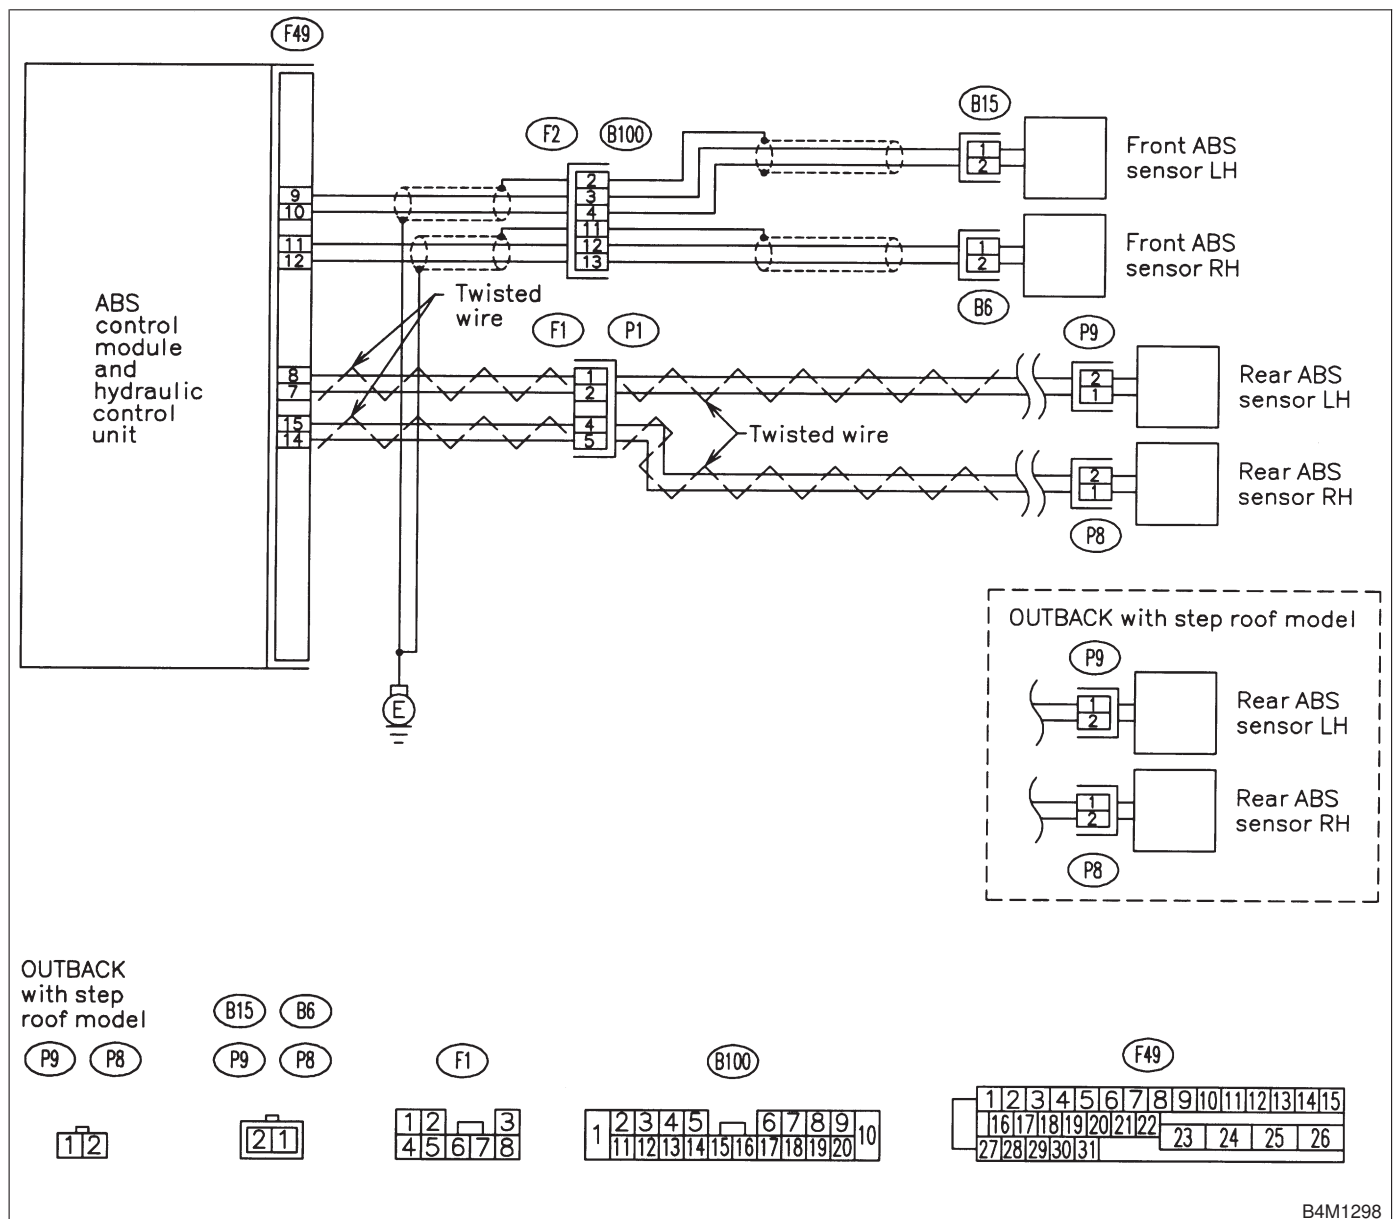 F49
B15
F2 B100
1
2
Front ABS
sensor LH
2
3
4
11
12
13
9
10
11
12
1
2
Front ABS
sensor RH
B6
ABS
control
module
and
hydraulic
control
unit
Twisted
wire
F1 P1
P9
8
7
15
14
1
2
4
5
2
1
Rear ABS
sensor LH
Twisted wire
2
1
Rear ABS
sensor RH
P8
E
OUTBACK with step roof model
P9
1
2
Rear ABS
sensor LH
1
2
Rear ABS
sensor RH
P8
OUTBACK
with step
roof model
P9 P8
1 2
B15 B6
P9 P8
2 1
F1
1 2 3
4 5 6 7 8
B100
1 2 3 4 5 6 7 8 9 10
11 12 13 14 15 16 17 18 19 20
F49
1 2 3 4 5 6 7 8 9 10 11 12 13 14 15
16 17 18 19 20 21 22 23 24 25 26
27 28 29 30 31
B4M1298